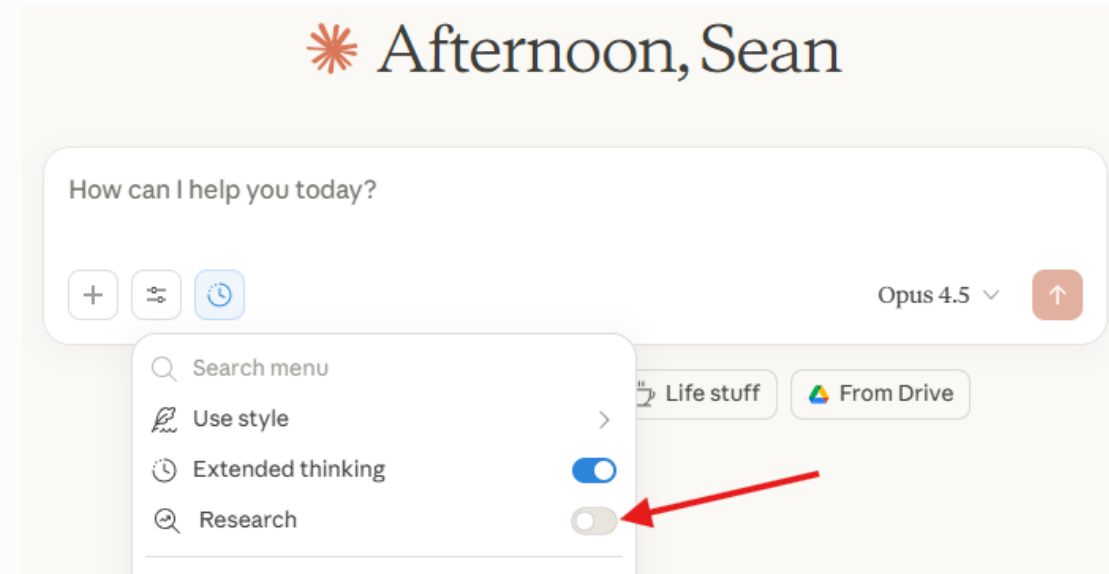 Afternoon, Sean
How can I help you today?
Opus 4.5
Search menu
Use style
Life stuff
From Drive
Extended thinking
Research